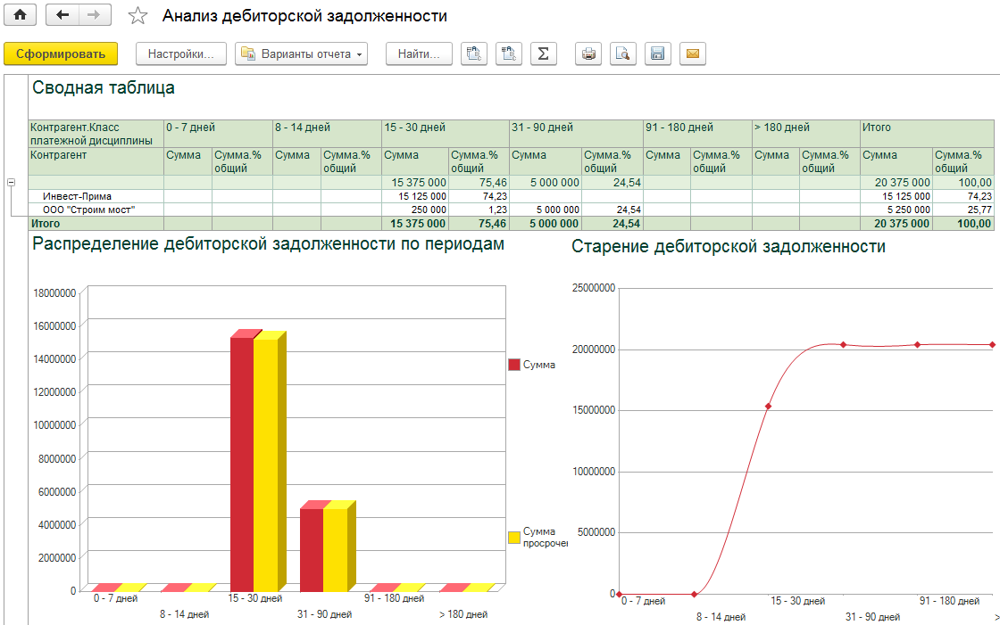 Анализ дебиторской задолженности
Сформировать Настройки... Варианты отчета Найти...
Сводная таблица
Контрагент.Класс платежной дисциплины 0 - 7 дней 8 - 14 дней 15 - 30 дней 31 - 90 дней 91 - 180 дней > 180 дней Итого
Контрагент Сумма Сумма.% общий Сумма Сумма.% общий Сумма Сумма.% общий Сумма Сумма.% общий Сумма Сумма.% общий Сумма Сумма.% общий Сумма Сумма.% общий
15 375 000 75,46 5 000 000 24,54 20 375 000 100,00
Инвест-Прима 15 125 000 74,23 15 125 000 74,23
ООО "Строим мост" 250 000 1,23 5 000 000 24,54 5 250 000 25,77
Итого 15 375 000 75,46 5 000 000 24,54 20 375 000 100,00
Распределение дебиторской задолженности по периодам
18000000
16000000
14000000
12000000
10000000
8000000
6000000
4000000
2000000
0
0 - 7 дней 15 - 30 дней 91 - 180 дней
8 - 14 дней 31 - 90 дней > 180 дней
Сумма
Сумма
просрочен
Старение дебиторской задолженности
25000000
20000000
15000000
10000000
5000000
0
0 - 7 дней 15 - 30 дней 91 - 180 дней
8 - 14 дней 31 - 90 дней >